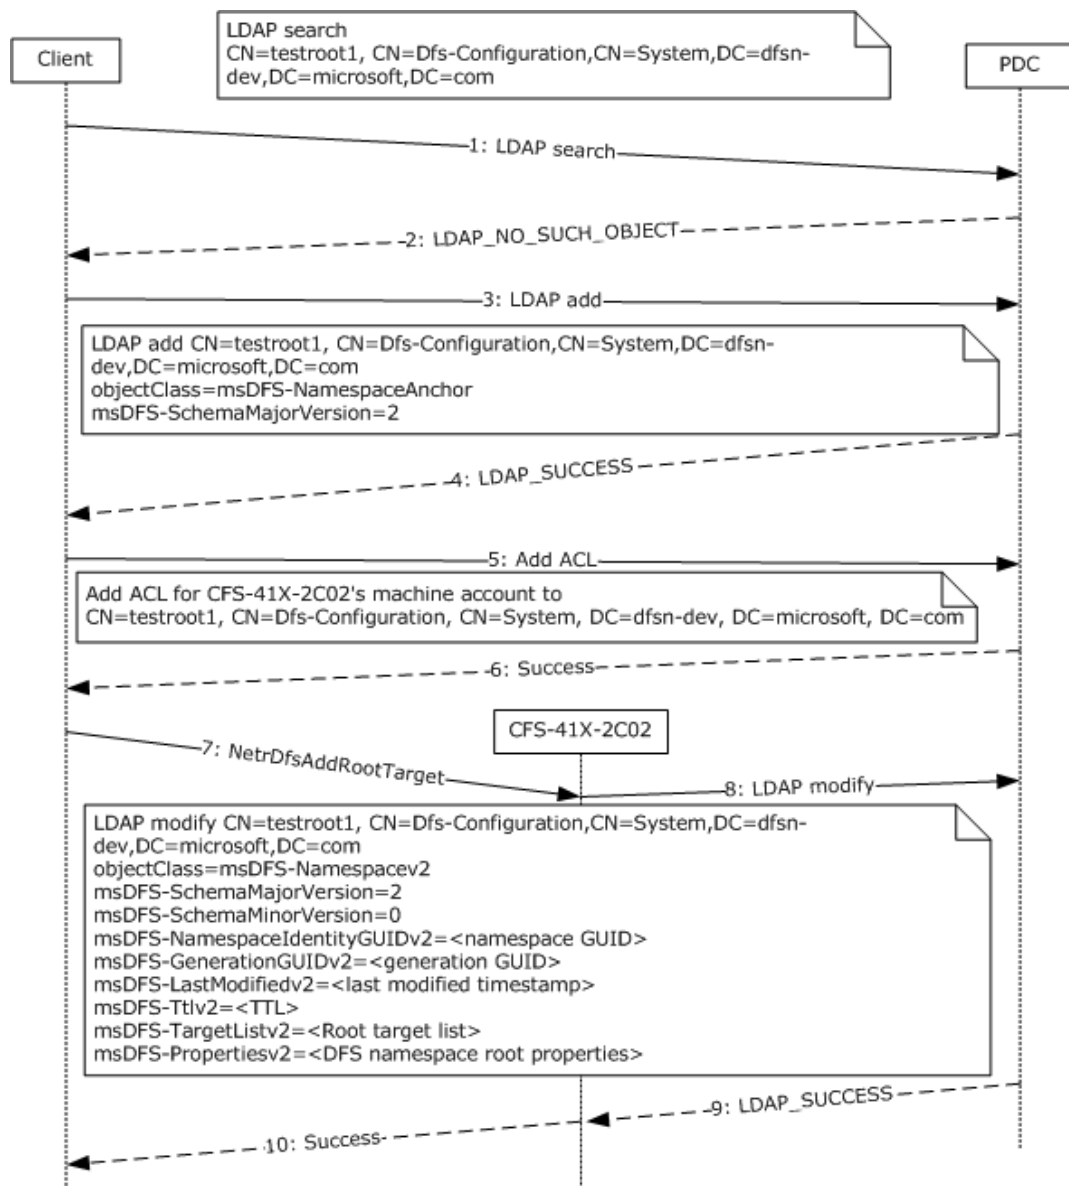 LDAP search
CN=testroot1, CN=Dfs-Configuration,CN=System,DC=dfsn-
dev,DC=microsoft,DC=com
Client
PDC
1: LDAP search
2: LDAP_NO_SUCH_OBJECT
3: LDAP add
LDAP add CN=testroot1, CN=Dfs-Configuration,CN=System,DC=dfsn-
dev,DC=microsoft,DC=com
objectClass=msDFS-NamespaceAnchor
msDFS-SchemaMajorVersion=2
4: LDAP_SUCCESS
5: Add ACL
Add ACL for CFS-41X-2C02's machine account to
CN=testroot1, CN=Dfs-Configuration, CN=System, DC=dfsn-dev, DC=microsoft, DC=com
6: Success
CFS-41X-2C02
7: NetrDfsAddRootTarget
8: LDAP modify
LDAP modify CN=testroot1, CN=Dfs-Configuration,CN=System,DC=dfsn-
dev,DC=microsoft,DC=com
objectClass=msDFS-Namespacev2
msDFS-SchemaMajorVersion=2
msDFS-SchemaMinorVersion=0
msDFS-NamespaceIdentityGUIDv2=<namespace GUID>
msDFS-GenerationGUIDv2=<generation GUID>
msDFS-LastModifiedv2=<last modified timestamp>
msDFS-Ttlv2=<TTL>
msDFS-TargetListv2=<Root target list>
msDFS-Propertiesv2=<DFS namespace root properties>
9: LDAP_SUCCESS
10: Success